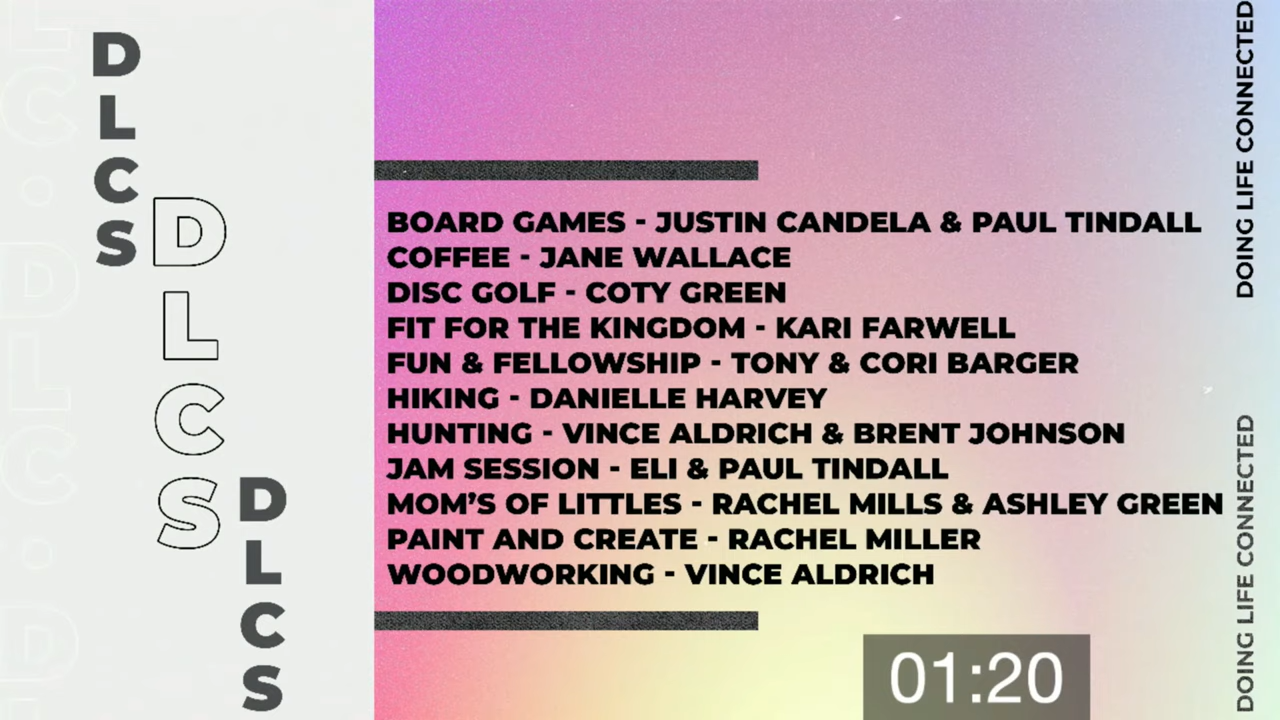 DLCS
DLCS
DLCS
DLCS
BOARD GAMES - JUSTIN CANDELA & PAUL TINDALL
COFFEE - JANE WALLACE
DISC GOLF - COTY GREEN
FIT FOR THE KINGDOM - KARI FARWELL
FUN & FELLOWSHIP - TONY & CORI BARGER
HIKING - DANIELLE HARVEY
HUNTING - VINCE ALDRICH & BRENT JOHNSON
JAM SESSION - ELI & PAUL TINDALL
MOM’S OF LITTLES - RACHEL MILLS & ASHLEY GREEN
PAINT AND CREATE - RACHEL MILLER
WOODWORKING - VINCE ALDRICH
01:20
DOING LIFE CONNECTED
DOING LIFE CONNECTED